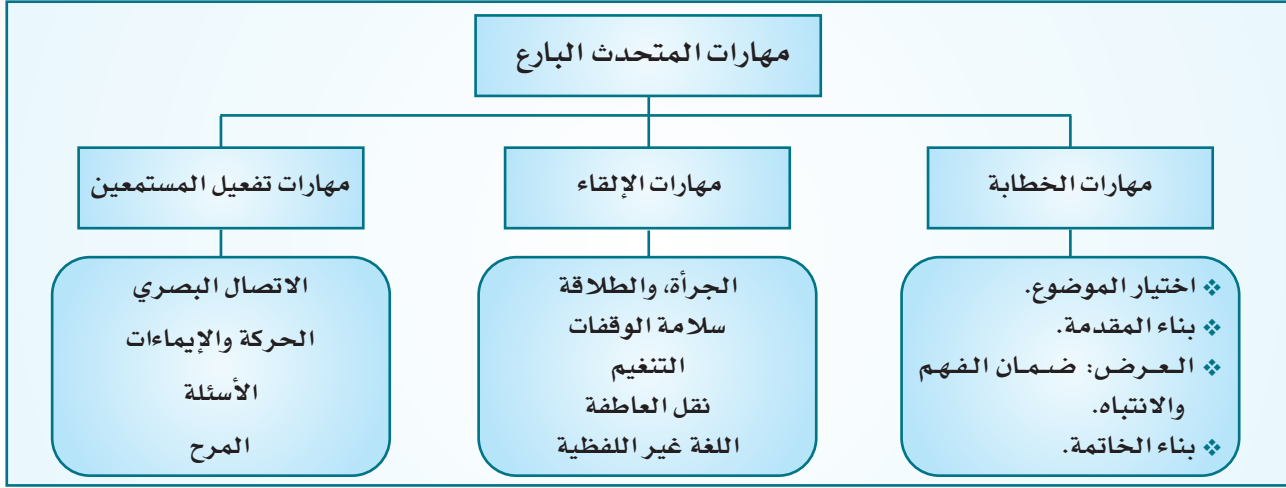 مهارات المتحدث البارع
مهارات الخطابة
❖ اختيار الموضوع.
❖ بناء المقدمة.
❖ العرض: ضمان الفهم
والانتباه.
❖ بناء الخاتمة.
مهارات الإلقاء
الجرأة، والطلاقة
سلامة الوقفات
التنغيم
نقل العاطفة
اللغة غير اللفظية
مهارات تفعيل المستمعين
الاتصال البصري
الحركة والإيماءات
الأسئلة
المرح